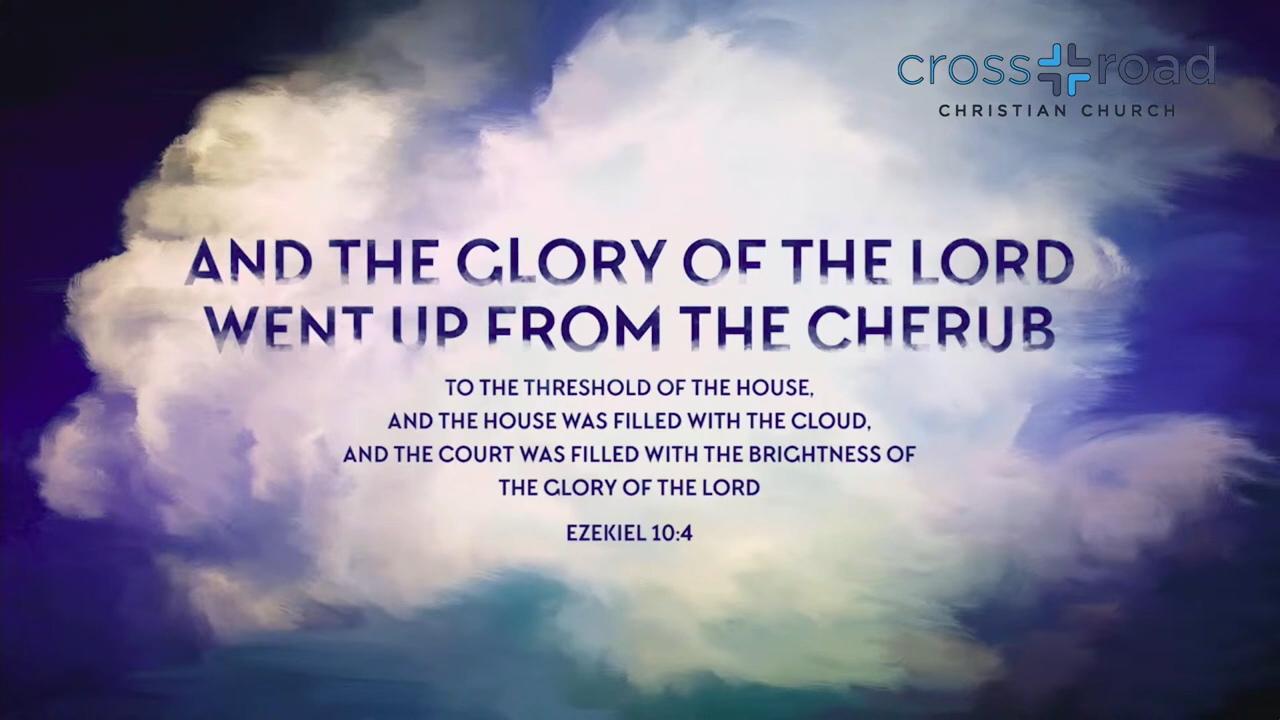 cross road
CHRISTIAN CHURCH
AND THE GLORY OF THE LORD
WENT UP FROM THE CHERUB
TO THE THRESHOLD OF THE HOUSE,
AND THE HOUSE WAS FILLED WITH THE CLOUD,
AND THE COURT WAS FILLED WITH THE BRIGHTNESS OF
THE GLORY OF THE LORD
EZEKIEL 10:4